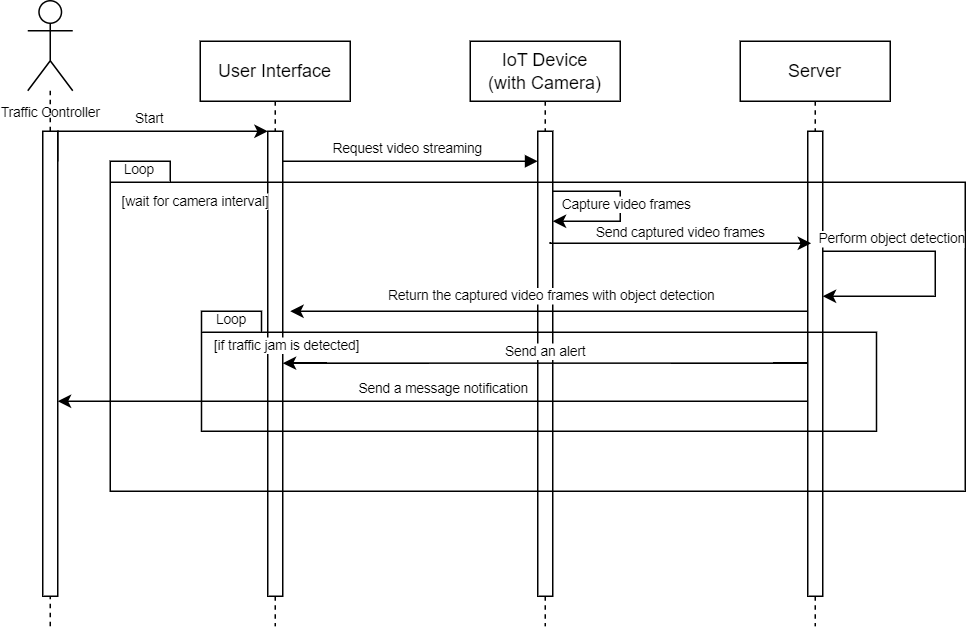 Traffic Controller
User Interface
IoT Device
(with Camera)
Server
Start
Request video streaming
Loop
[wait for camera interval]
Capture video frames
Send captured video frames
Perform object detection
Return the captured video frames with object detection
Loop
[if traffic jam is detected]
Send an alert
Send a message notification